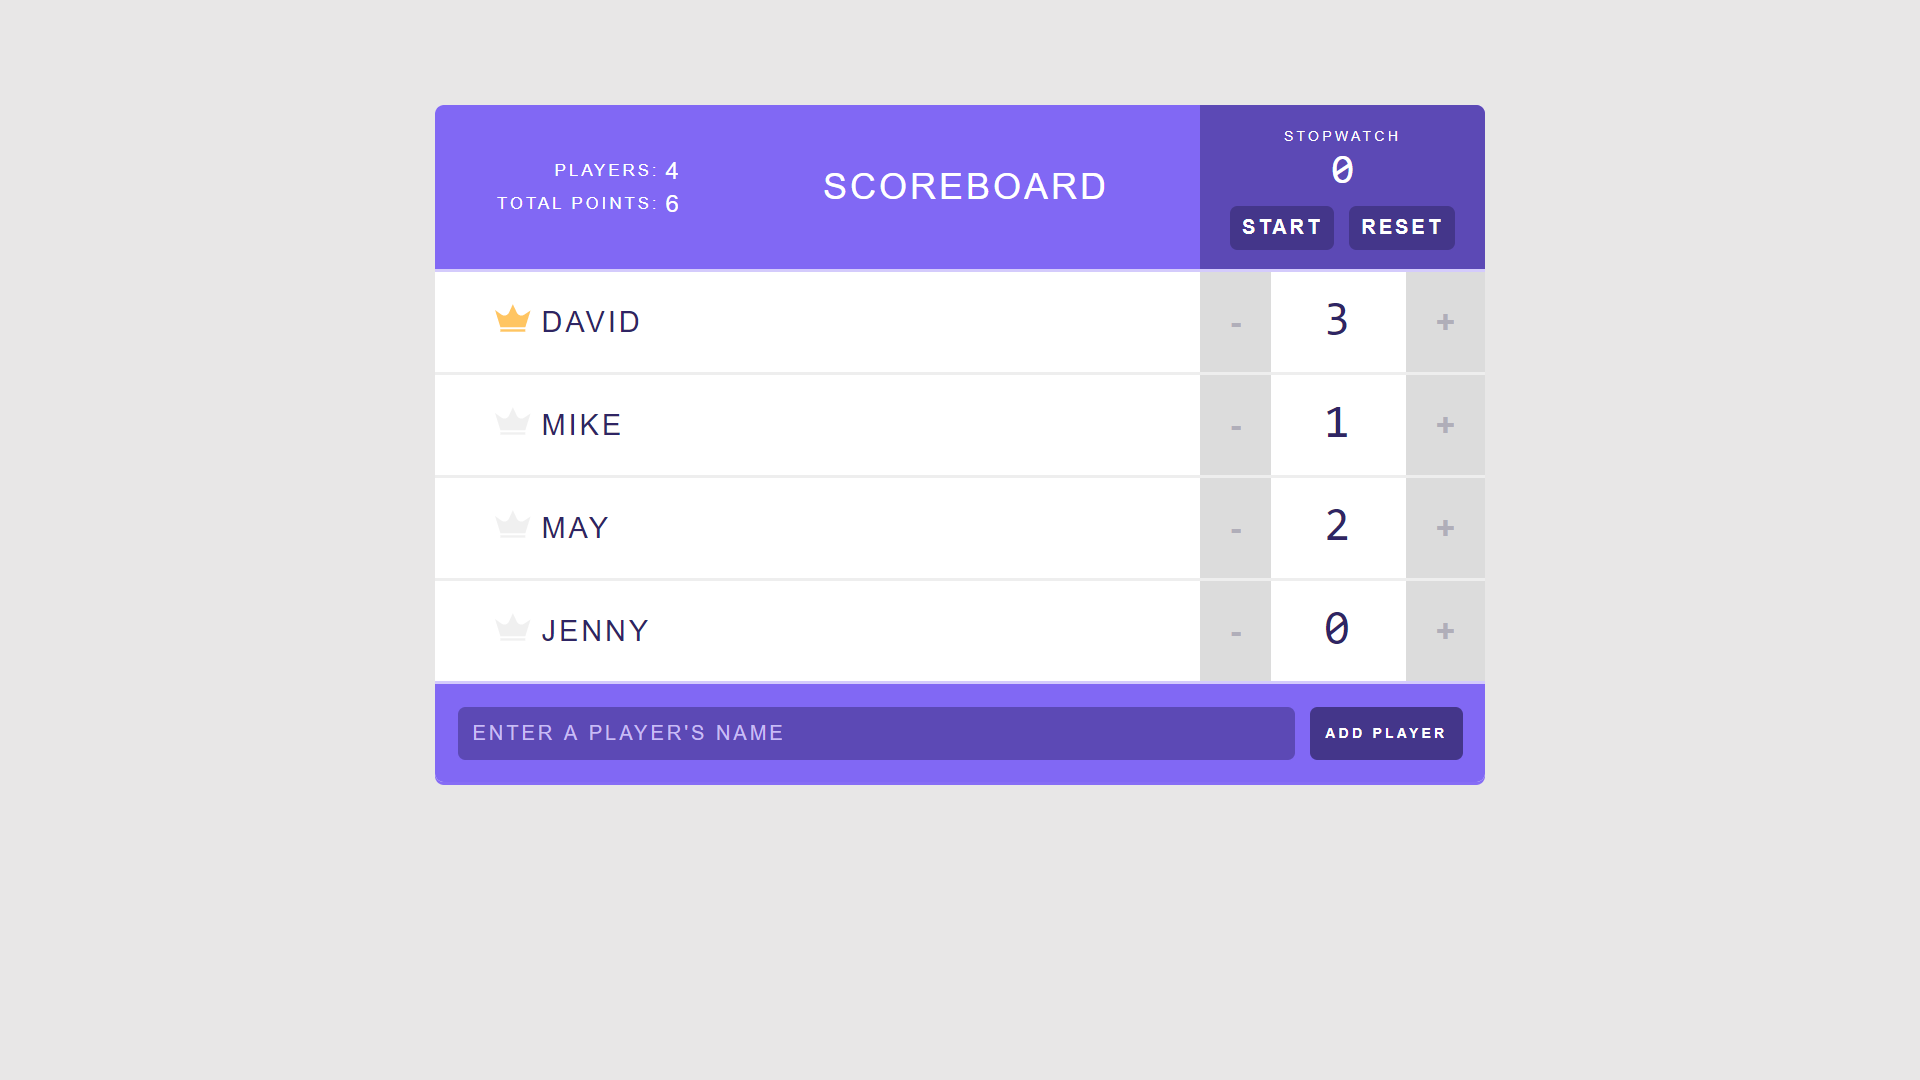 PLAYERS: 4
TOTAL POINTS: 6
SCOREBOARD
STOPWATCH
0
START RESET
DAVID - 3 +
MIKE - 1 +
MAY - 2 +
JENNY - 0 +
ENTER A PLAYER'S NAME ADD PLAYER